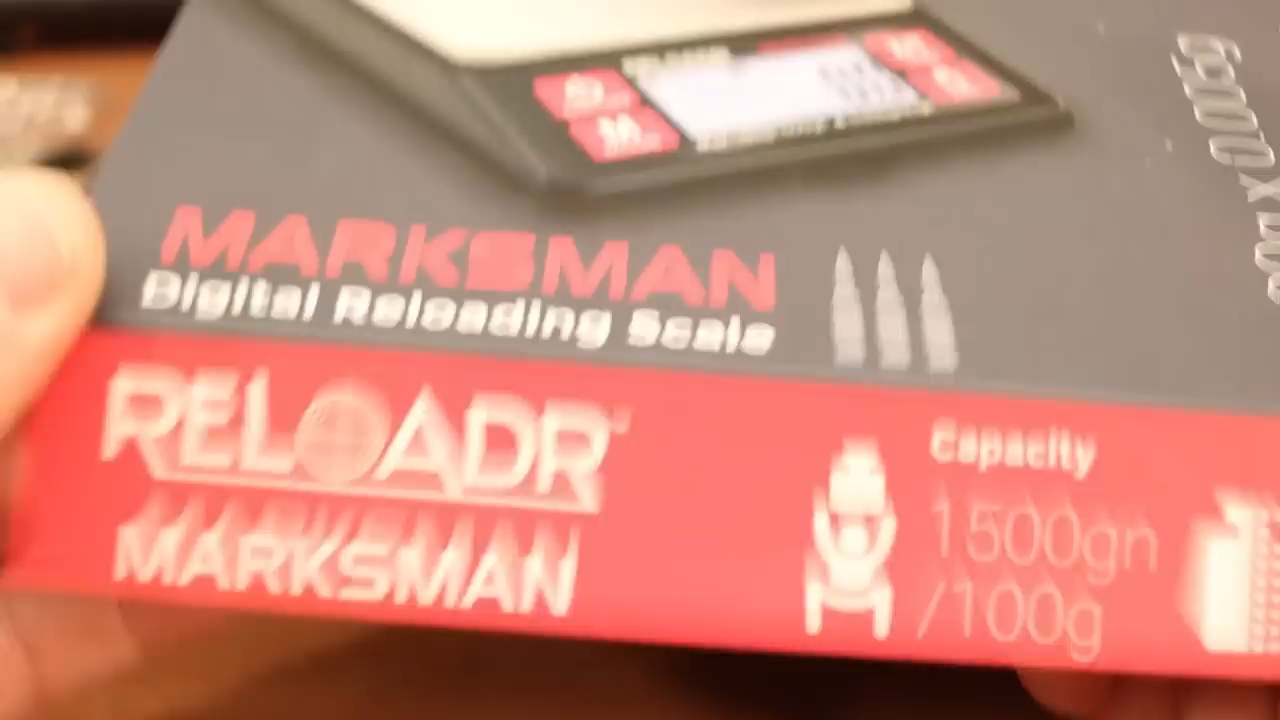 MARKSMAN
Digital Reloading Scale
RELOADR
MARKSMAN
Capacity
1500gn
/100g